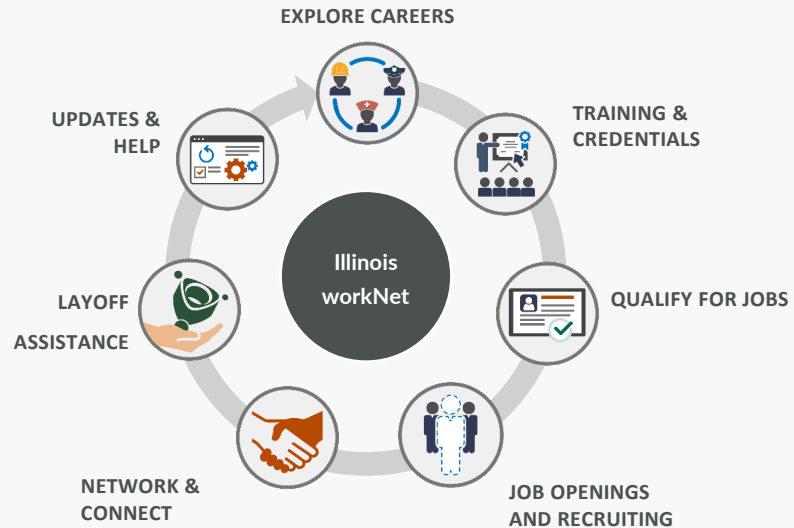 EXPLORE CAREERS
TRAINING &
CREDENTIALS
QUALIFY FOR JOBS
JOB OPENINGS
AND RECRUITING
NETWORK &
CONNECT
LAYOFF
ASSISTANCE
UPDATES &
HELP
Illinois
workNet